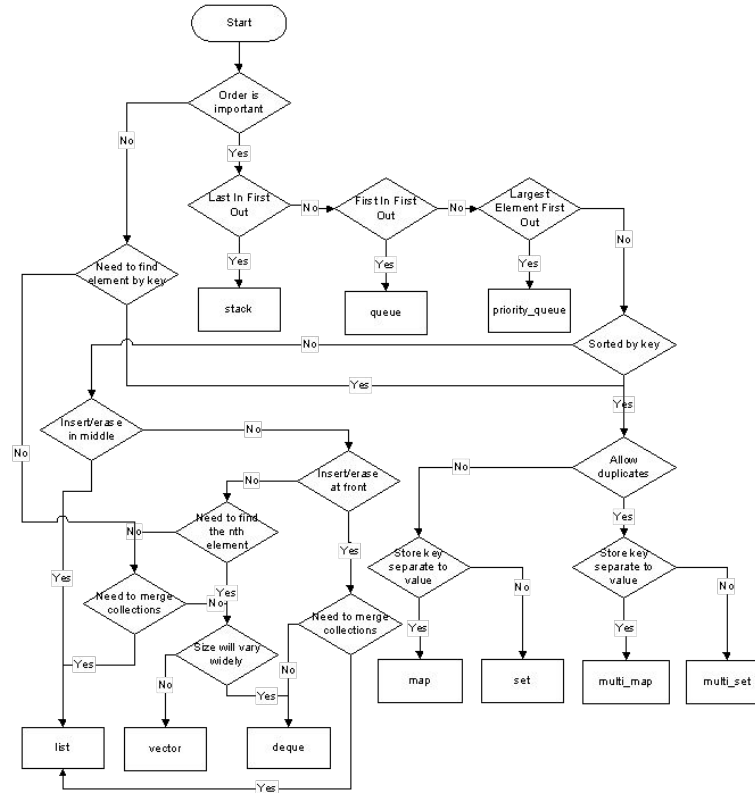 Start
Order is
important
No
Yes
Last In First
Out
No
First In First
Out
No
Largest
Element First
Out
No
Need to find
element by key
Yes
Yes
Yes
stack
queue
priority_queue
No
Sorted by key
Yes
Yes
Insert/erase
in middle
No
No
Insert/erase
at front
No
Allow
duplicates
No
Need to find
the nth
element
No
Yes
Yes
Store key
separate to
value
Store key
separate to
value
Yes
Need to merge
collections
No
Yes
Need to merge
collections
No
No
Yes
Yes
Yes
Size will vary
widely
No
Yes
No
map
set
multi_map
multi_set
list
vector
deque
Yes